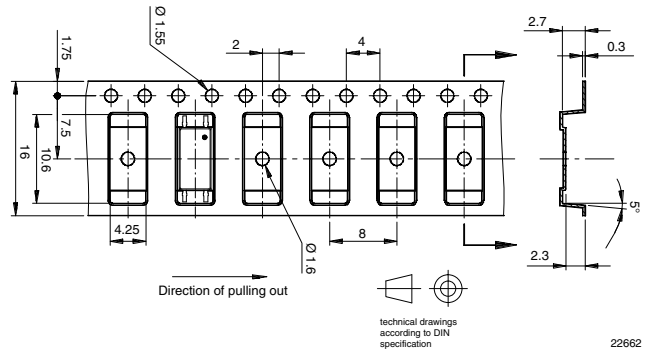 2.7
0.3
1.75
Ø 1.55
2
4
7.5
16
10.6
4.25
Ø 1.6
8
5°
2.3
Direction of pulling out
technical drawings
according to DIN
specification
22662